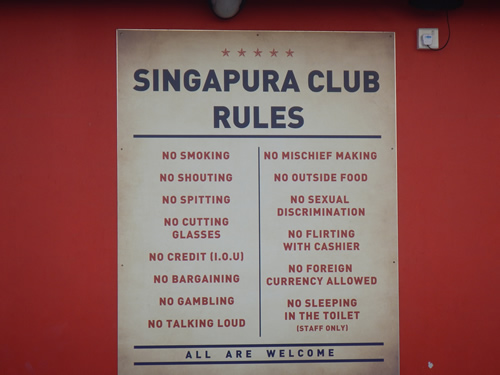 SINGAPURA CLUB
RULES
NO SMOKING
NO SHOUTING
NO SPITTING
NO CUTTING
GLASSES
NO CREDIT (I.O.U)
NO BARGAINING
NO GAMBLING
NO TALKING LOUD
NO MISCHIEF MAKING
NO OUTSIDE FOOD
NO SEXUAL
DISCRIMINATION
NO FLIRTING
WITH CASHIER
NO FOREIGN
CURRENCY ALLOWED
NO SLEEPING
IN THE TOILET
(STAFF ONLY)
ALL ARE WELCOME